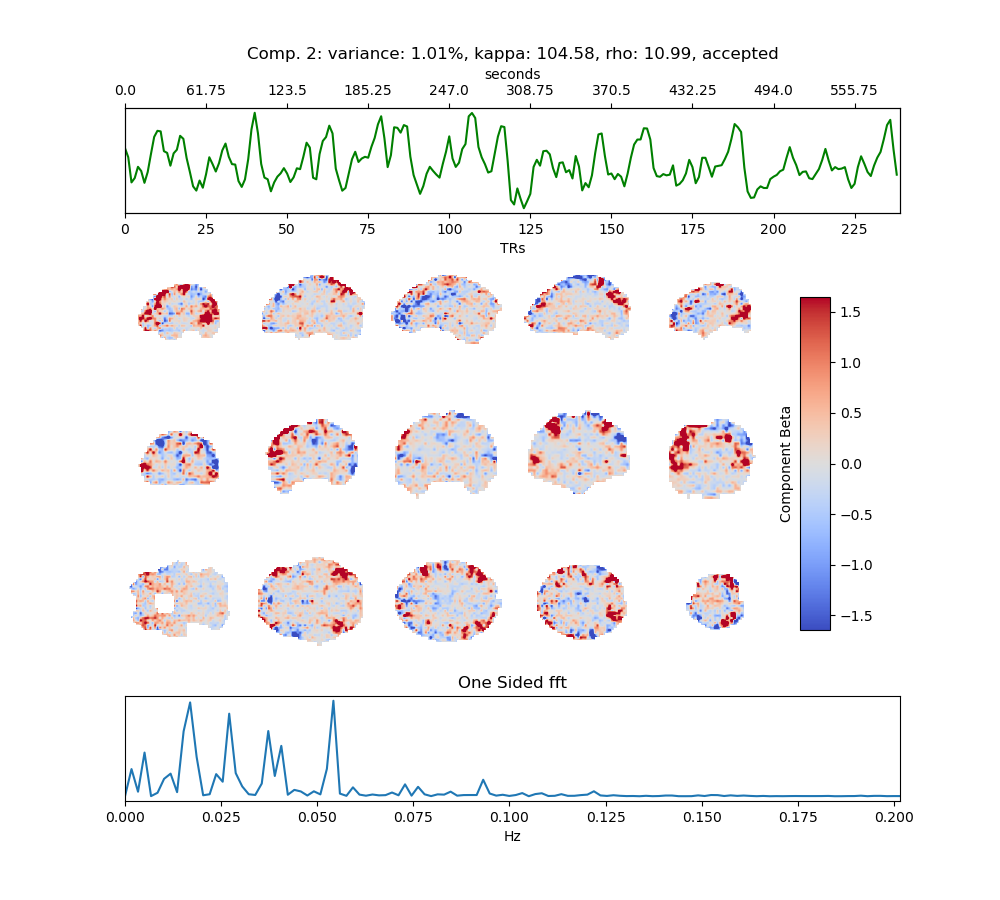 Comp. 2: variance: 1.01%, kappa: 104.58, rho: 10.99, accepted
seconds
0.0 61.75 123.5 185.25 247.0 308.75 370.5 432.25 494.0 555.75
0 25 50 75 100 125 150 175 200 225
TRs
1.5
1.0
0.5
0.0
−0.5
−1.0
−1.5
Component Beta
One Sided fft
0.000 0.025 0.050 0.075 0.100 0.125 0.150 0.175 0.200
Hz